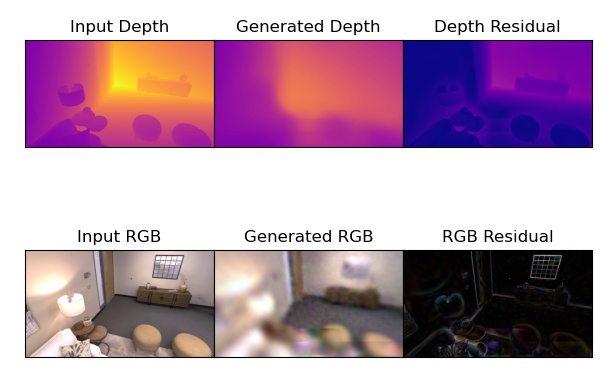 Input Depth
Generated Depth
Depth Residual
Input RGB
Generated RGB
RGB Residual